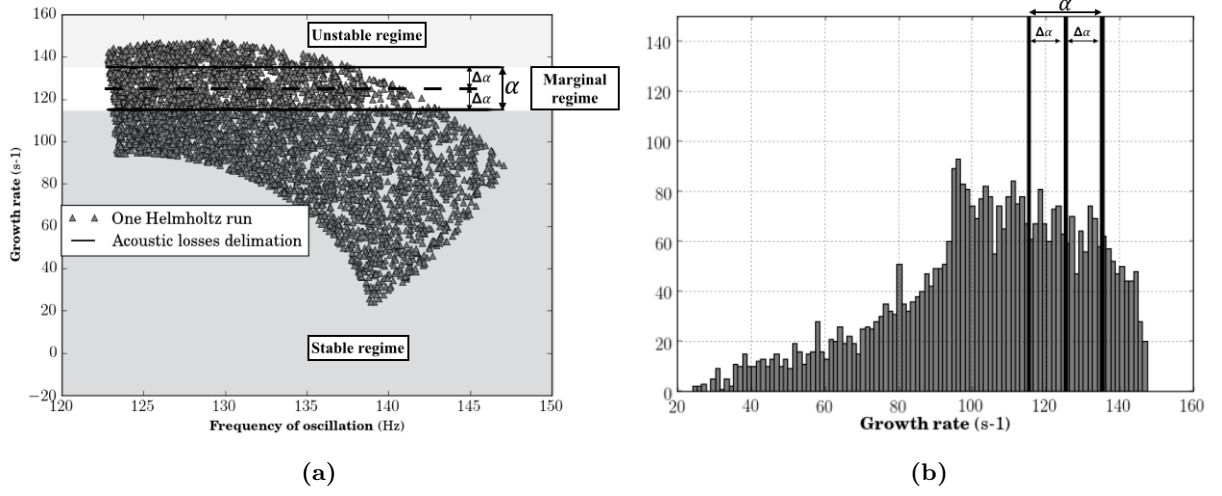 160
140
120
100
80
60
40
20
0
−20
Growth rate (s-1)
Unstable regime
Δα
Δα
α
Marginal regime
One Helmholtz run
Acoustic losses delimation
Stable regime
120 125 130 135 140 145 150
Frequency of oscillation (Hz)
(a)
α
Δα Δα
140
120
100
80
60
40
20
0
20 40 60 80 100 120 140 160
Growth rate (s-1)
(b)